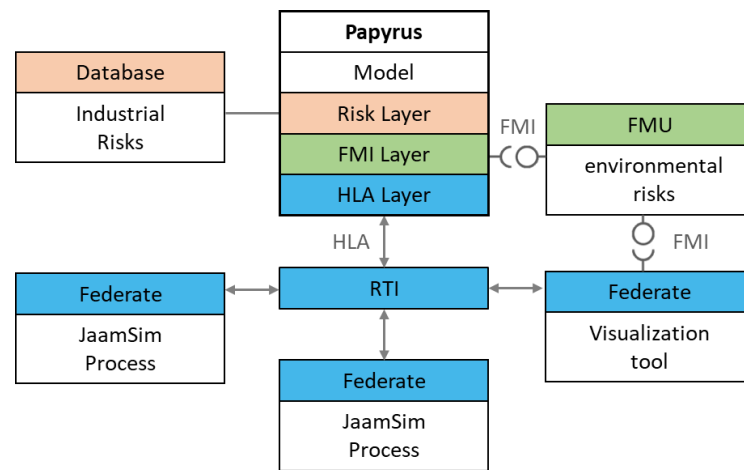 Papyrus
Model
Risk Layer
FMI Layer
HLA Layer
Database
Industrial
Risks
FMI
FMU
environmental
risks
HLA
FMI
Federate
JaamSim
Process
RTI
Federate
Visualization
tool
Federate
JaamSim
Process